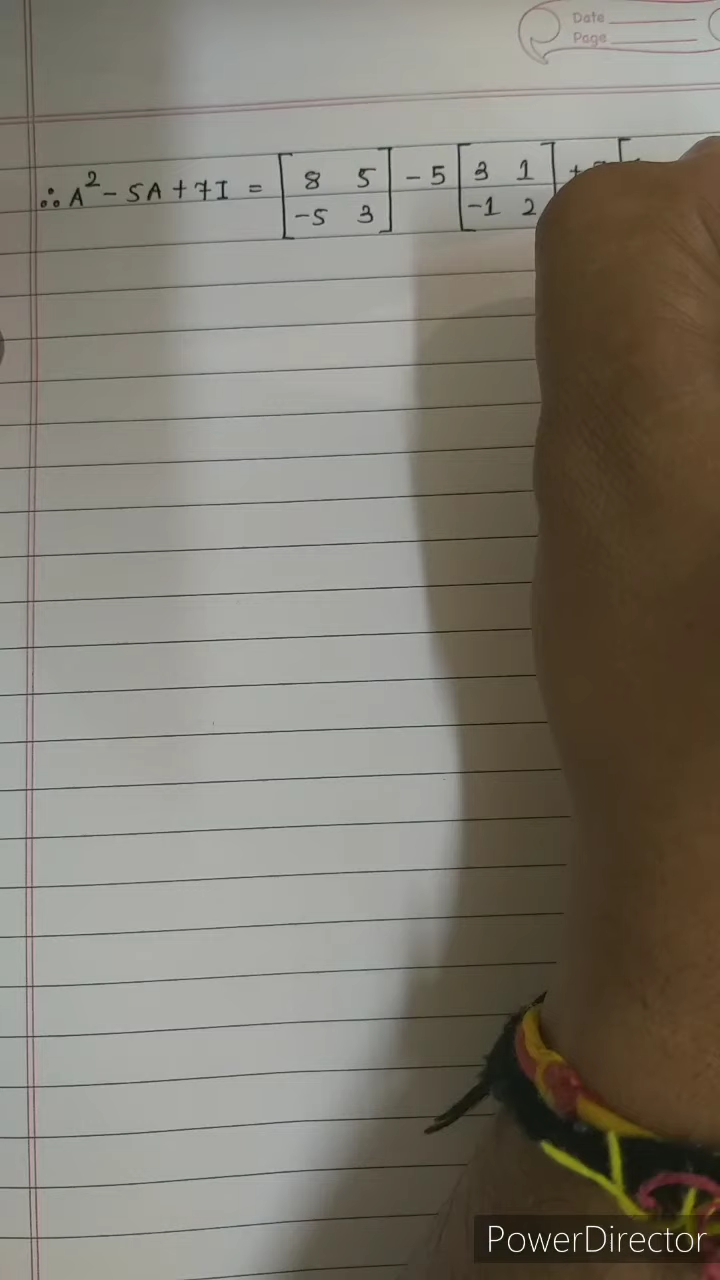 Date
Page
∴ A² - 5A + 7I = [8 5; -5 3] - 5 [3 1; -1 2] +
PowerDirector